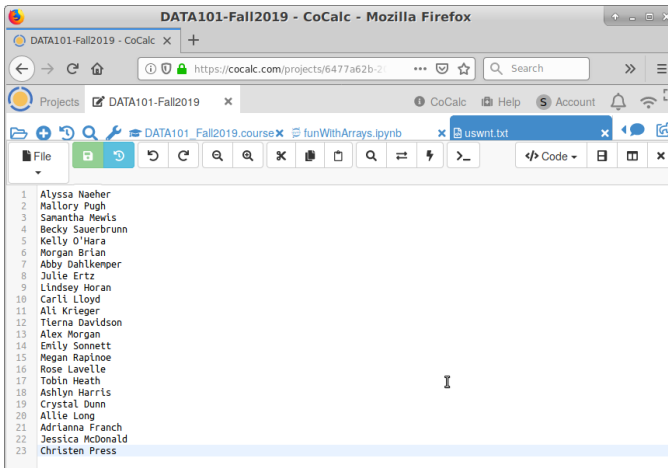 DATA101-Fall2019 - CoCalc - Mozilla Firefox
DATA101-Fall2019 - CoCalc × +
https://cocalc.com/projects/6477a62b-2 Search
Projects DATA101-Fall2019 × CoCalc Help S Account
DATA101_Fall2019.course × funWithArrays.ipynb × uswnt.txt ×
File </> Code
1 Alyssa Naeher
2 Mallory Pugh
3 Samantha Mewis
4 Becky Sauerbrunn
5 Kelly O'Hara
6 Morgan Brian
7 Abby Dahlkemper
8 Julie Ertz
9 Lindsey Horan
10 Carli Lloyd
11 Ali Krieger
12 Tierna Davidson
13 Alex Morgan
14 Emily Sonnett
15 Megan Rapinoe
16 Rose Lavelle
17 Tobin Heath
18 Ashlyn Harris
19 Crystal Dunn
20 Allie Long
21 Adrianna Franch
22 Jessica McDonald
23 Christen Press